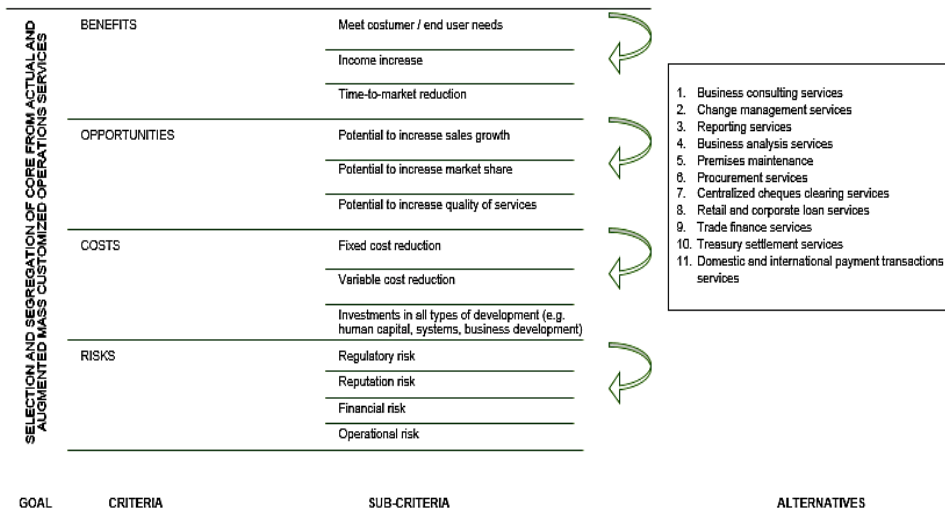 SELECTION AND SEGREGATION OF CORE FROM ACTUAL AND
AUGMENTED MASS CUSTOMIZED OPERATIONS SERVICES
BENEFITS
Meet costumer / end user needs
Income increase
Time-to-market reduction
OPPORTUNITIES
Potential to increase sales growth
Potential to increase market share
Potential to increase quality of services
COSTS
Fixed cost reduction
Variable cost reduction
Investments in all types of development (e.g.
human capital, systems, business development)
RISKS
Regulatory risk
Reputation risk
Financial risk
Operational risk
1. Business consulting services
2. Change management services
3. Reporting services
4. Business analysis services
5. Premises maintenance
6. Procurement services
7. Centralized cheques clearing services
8. Retail and corporate loan services
9. Trade finance services
10. Treasury settlement services
11. Domestic and international payment transactions
services
GOAL
CRITERIA
SUB-CRITERIA
ALTERNATIVES